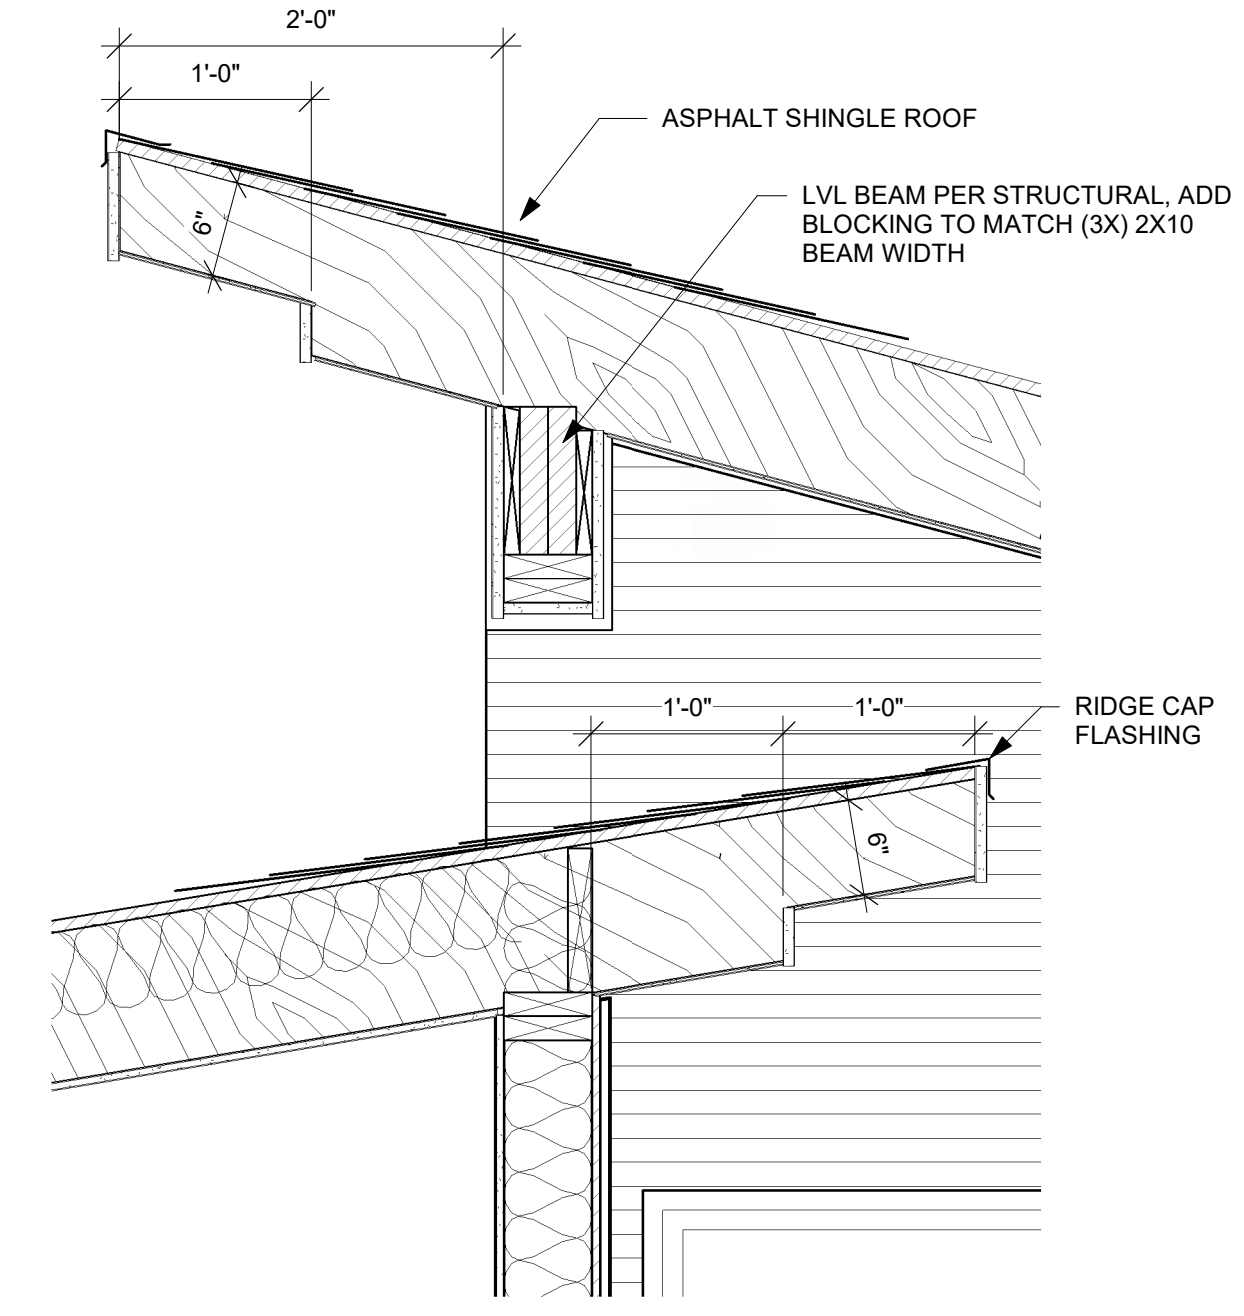 2'-0"
1'-0"
ASPHALT SHINGLE ROOF
LVL BEAM PER STRUCTURAL, ADD
BLOCKING TO MATCH (3X) 2X10
BEAM WIDTH
6"
1'-0"
1'-0"
RIDGE CAP
FLASHING
6"